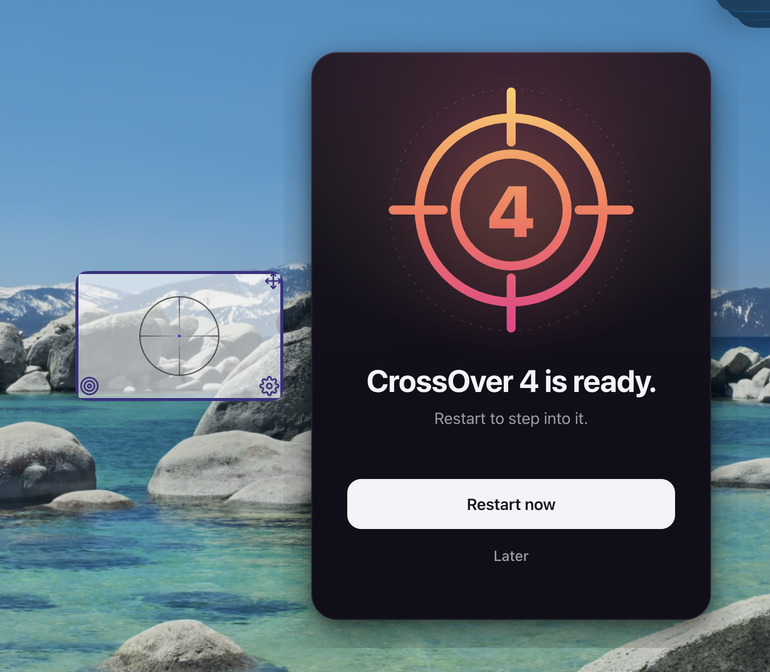 4
CrossOver 4 is ready.
Restart to step into it.
Restart now
Later